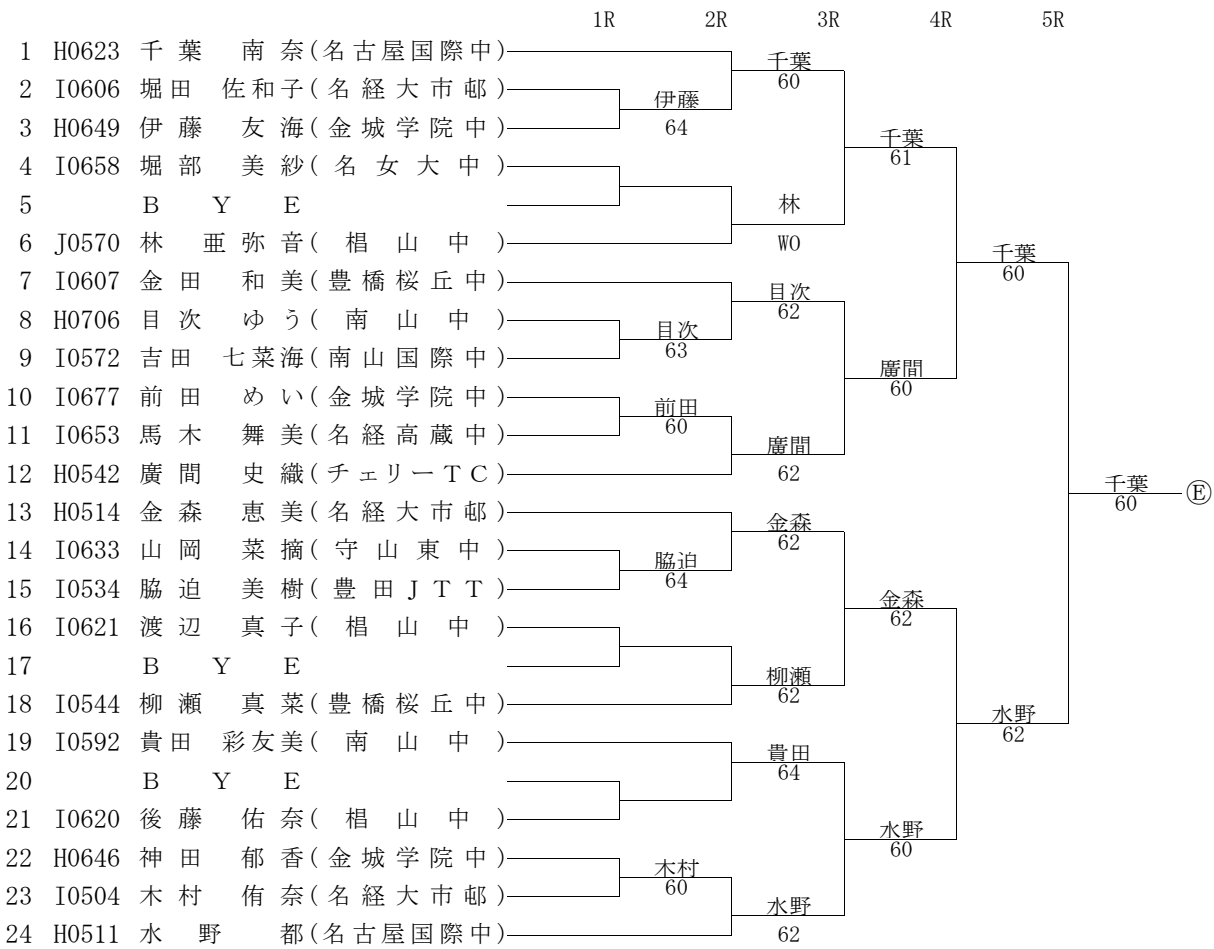 1R 2R 3R 4R 5R
1 H0623 千葉 南奈(名古屋国際中)
千葉
60
2 I0606 堀田 佐和子(名経大市邨)
伊藤
64
3 H0649 伊藤 友海(金城学院中)
千葉
61
4 I0658 堀部 美紗(名女大中)
5 BYE
林
WO
6 J0570 林 亜弥音(椙山中)
千葉
60
7 I0607 金田 和美(豊橋桜丘中)
目次
62
8 H0706 目次 ゆう(南山中)
目次
63
9 I0572 吉田 七菜海(南山国際中)
廣間
60
10 I0677 前田 めい(金城学院中)
前田
60
11 I0653 馬木 舞美(名経高蔵中)
廣間
62
12 H0542 廣間 史織(チェリーTC)
千葉
60
Ⓔ
13 H0514 金森 恵美(名経大市邨)
金森
62
14 I0633 山岡 菜摘(守山東中)
脇迫
64
15 I0534 脇迫 美樹(豊田JTT)
金森
62
16 I0621 渡辺 真子(椙山中)
17 BYE
柳瀬
62
18 I0544 柳瀬 真菜(豊橋桜丘中)
水野
62
19 I0592 貴田 彩友美(南山中)
貴田
64
20 BYE
21 I0620 後藤 佑奈(椙山中)
水野
60
22 H0646 神田 郁香(金城学院中)
木村
60
23 I0504 木村 侑奈(名経大市邨)
水野
62
24 H0511 水野 都(名古屋国際中)